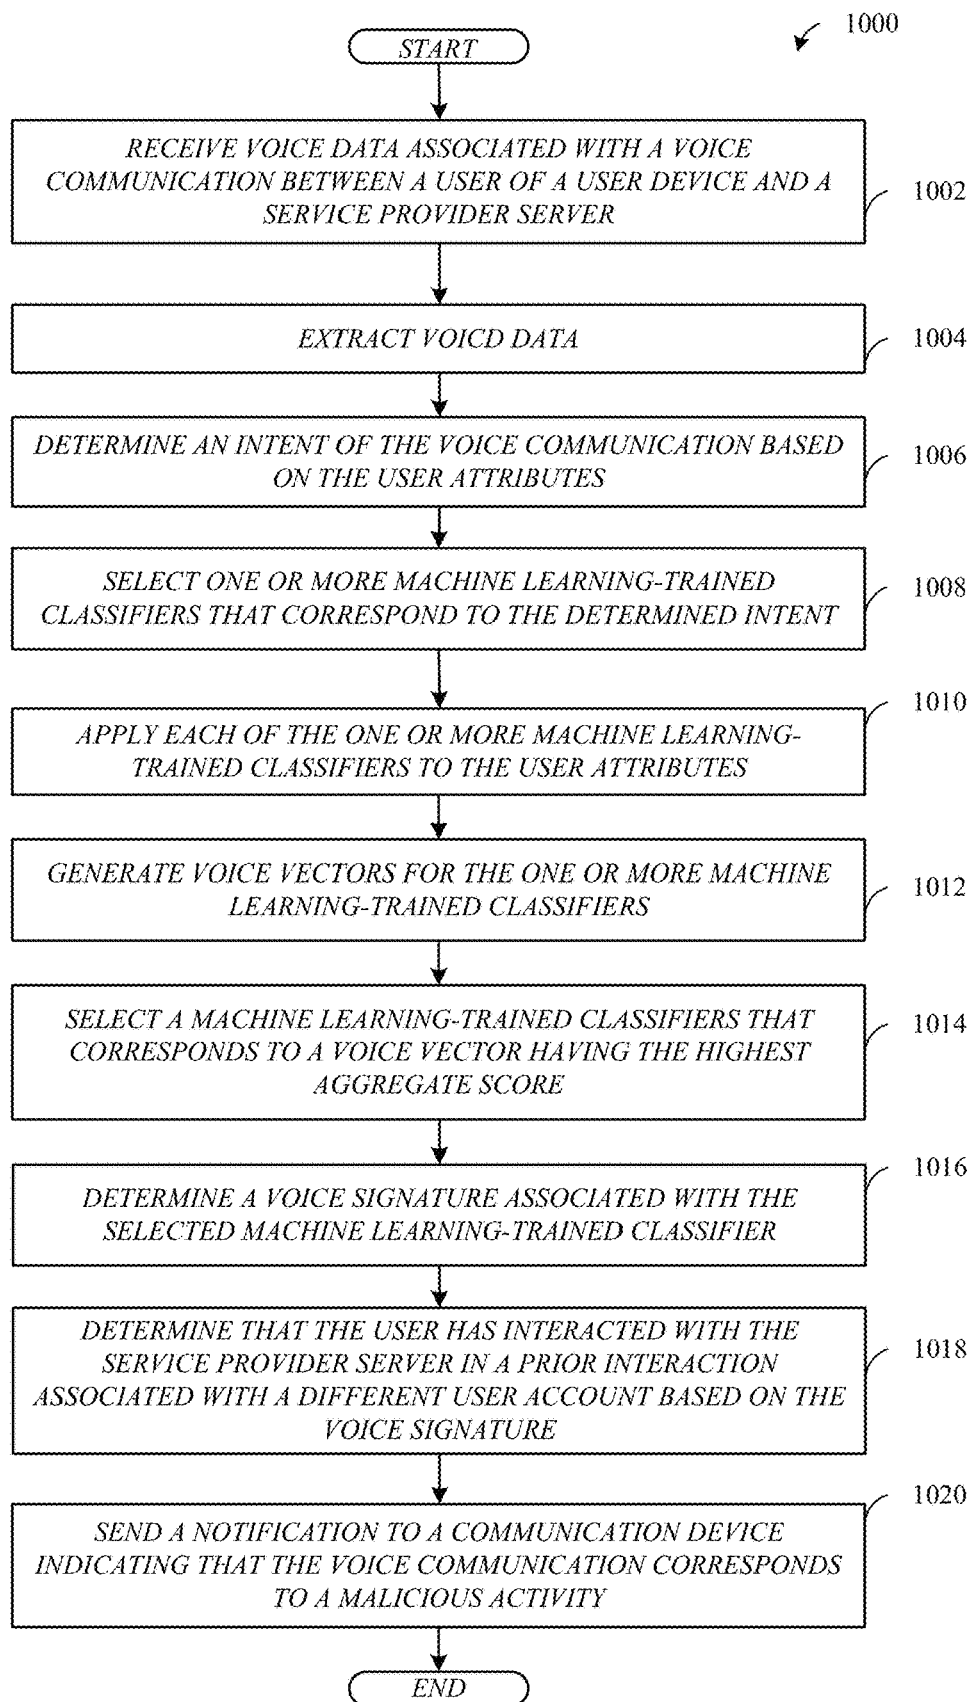 1000
START
RECEIVE VOICE DATA ASSOCIATED WITH A VOICE
COMMUNICATION BETWEEN A USER OF A USER DEVICE AND A
SERVICE PROVIDER SERVER
1002
EXTRACT VOICD DATA
1004
DETERMINE AN INTENT OF THE VOICE COMMUNICATION BASED
ON THE USER ATTRIBUTES
1006
SELECT ONE OR MORE MACHINE LEARNING-TRAINED
CLASSIFIERS THAT CORRESPOND TO THE DETERMINED INTENT
1008
APPLY EACH OF THE ONE OR MORE MACHINE LEARNING-
TRAINED CLASSIFIERS TO THE USER ATTRIBUTES
1010
GENERATE VOICE VECTORS FOR THE ONE OR MORE MACHINE
LEARNING-TRAINED CLASSIFIERS
1012
SELECT A MACHINE LEARNING-TRAINED CLASSIFIERS THAT
CORRESPONDS TO A VOICE VECTOR HAVING THE HIGHEST
AGGREGATE SCORE
1014
DETERMINE A VOICE SIGNATURE ASSOCIATED WITH THE
SELECTED MACHINE LEARNING-TRAINED CLASSIFIER
1016
DETERMINE THAT THE USER HAS INTERACTED WITH THE
SERVICE PROVIDER SERVER IN A PRIOR INTERACTION
ASSOCIATED WITH A DIFFERENT USER ACCOUNT BASED ON THE
VOICE SIGNATURE
1018
SEND A NOTIFICATION TO A COMMUNICATION DEVICE
INDICATING THAT THE VOICE COMMUNICATION CORRESPONDS
TO A MALICIOUS ACTIVITY
1020
END